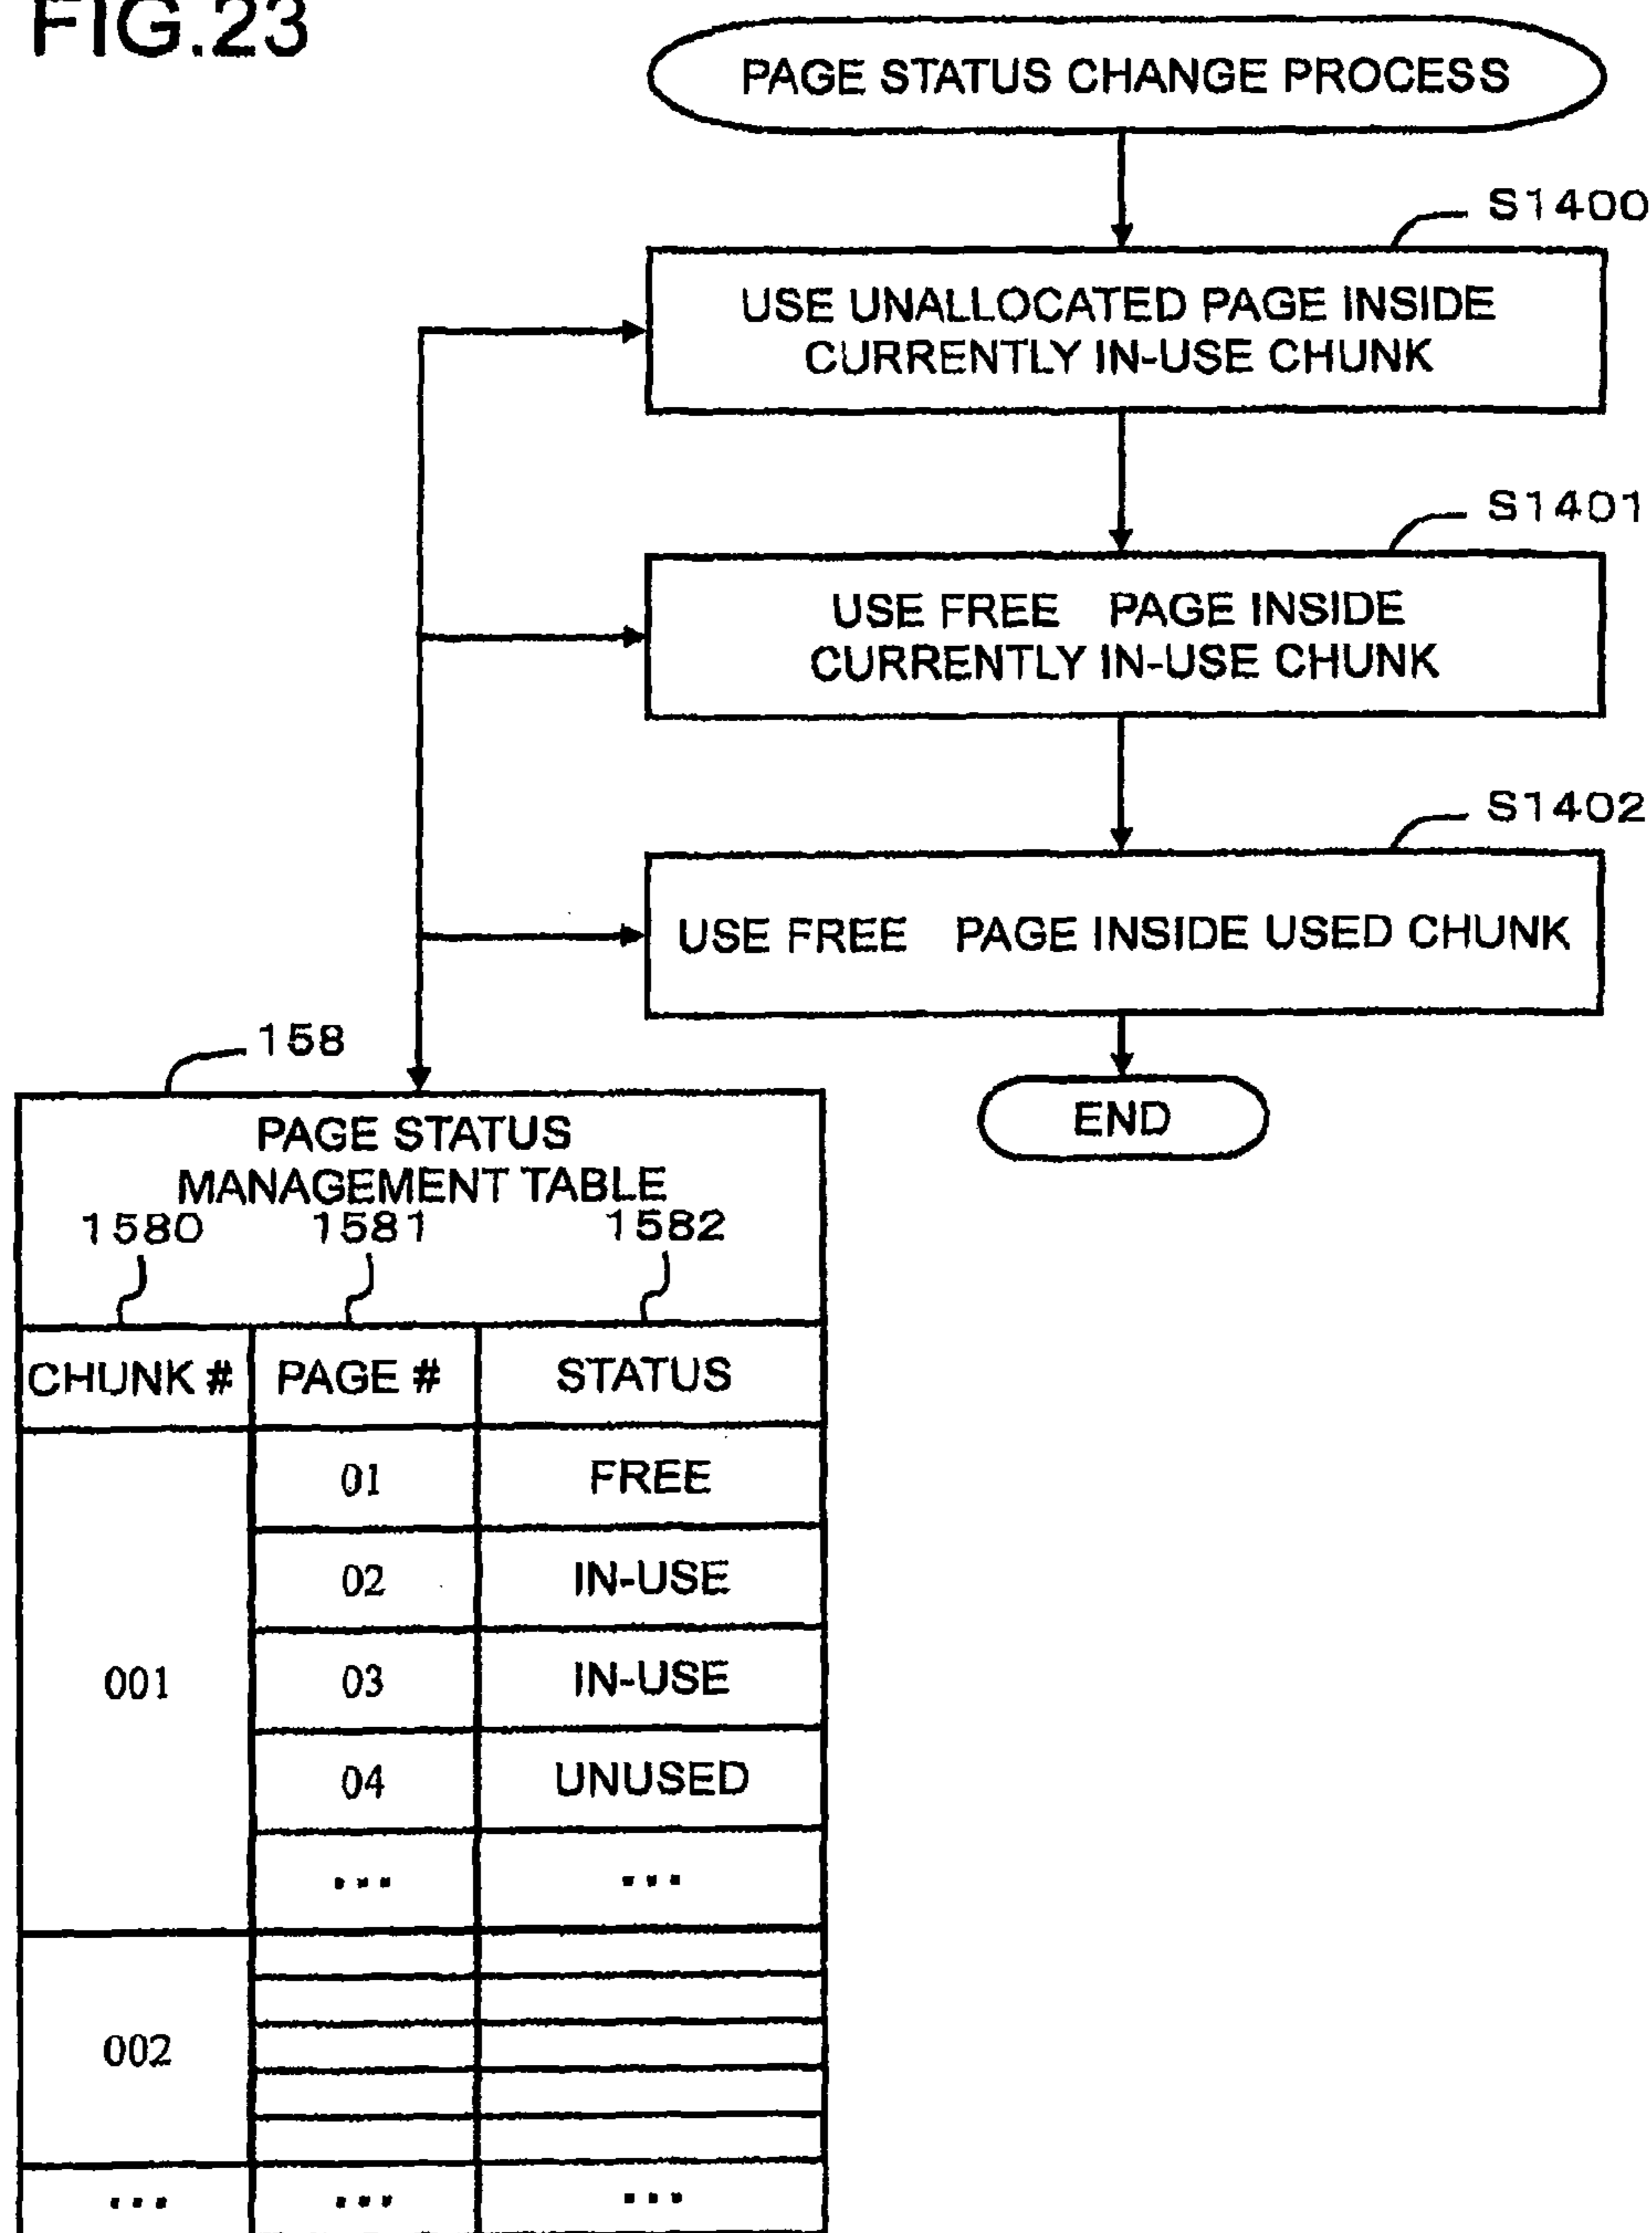 FIG.23
PAGE STATUS CHANGE PROCESS
S1400
USE UNALLOCATED PAGE INSIDE
CURRENTLY IN-USE CHUNK
S1401
USE FREE PAGE INSIDE
CURRENTLY IN-USE CHUNK
S1402
USE FREE PAGE INSIDE USED CHUNK
END
158
PAGE STATUS
MANAGEMENT TABLE
1580 1581 1582
CHUNK # PAGE # STATUS
001
01 FREE
02 IN-USE
03 IN-USE
04 UNUSED
... ...
002
... ... ...